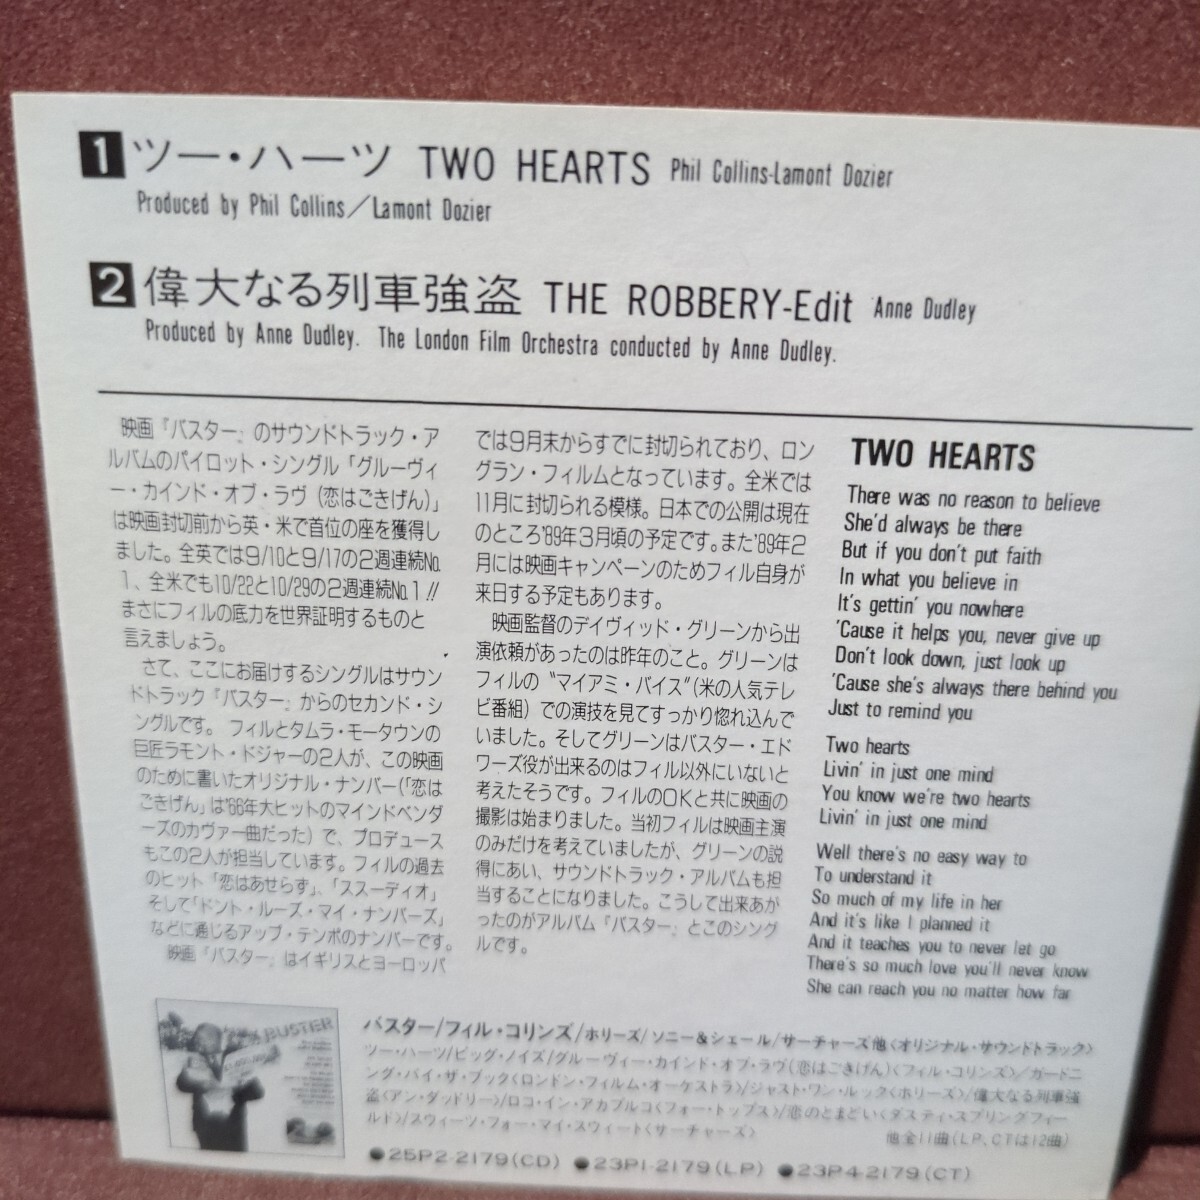 1 ツー・ハーツ TWO HEARTS Phil Collins-Lamont Dozier
Produced by Phil Collins／Lamont Dozier
2 偉大なる列車強盗 THE ROBBERY-Edit Anne Dudley
Produced by Anne Dudley. The London Film Orchestra conducted by Anne Dudley.
映画『バスター』のサウンドトラック・ア
ルバムのパイロット・シングル「グルーヴィ
ー・カインド・オブ・ラヴ（恋はごきげん）」
は映画封切前から英・米で首位の座を獲得し
ました。全英では9/10と9/17の2週連続No.
1、全米でも10/22と10/29の2週連続No.1!!
まさにフィルの底力を世界証明するものと
言えましょう。
さて、ここにお届けするシングルはサウン
ドトラック『バスター』からのセカンド・シ
ングルです。フィルとタムラ・モータウンの
巨匠ラモント・ドジャーの2人が、この映画
のために書いたオリジナル・ナンバー（「恋は
ごきげん」は'66年大ヒットのマインドベンダ
ーズのカヴァー曲だった）で、プロデュース
もこの2人が担当しています。フィルの過去
のヒット「恋はあせらず」、「ススーディオ」
そして「ドント・ルーズ・マイ・ナンバーズ」
などに通じるアップ・テンポのナンバーです。
映画『バスター』はイギリスとヨーロッパ
では9月末からすでに封切られており、ロン
グラン・フィルムとなっています。全米では
11月に封切られる模様。日本での公開は現在
のところ'89年3月頃の予定です。また'89年2
月には映画キャンペーンのためフィル自身が
来日する予定もあります。
映画監督のデイヴィッド・グリーンから出
演依頼があったのは昨年のこと。グリーンは
フィルの"マイアミ・バイス"（米の人気テレ
ビ番組）での演技を見てすっかり惚れ込んで
いました。そしてグリーンはバスター・エド
ワーズ役が出来るのはフィル以外にいないと
考えたそうです。フィルのOKと共に映画の
撮影は始まりました。当初フィルは映画主演
のみだけを考えていましたが、グリーンの説
得にあい、サウンドトラック・アルバムも担
当することになりました。こうして出来あが
ったのがアルバム『バスター』とこのシング
ルです。
TWO HEARTS
There was no reason to believe
She'd always be there
But if you don't put faith
In what you believe in
It's gettin' you nowhere
'Cause it helps you, never give up
Don't look down, just look up
'Cause she's always there behind you
Just to remind you
Two hearts
Livin' in just one mind
You know we're two hearts
Livin' in just one mind
Well there's no easy way to
To understand it
So much of my life in her
And it's like I planned it
And it teaches you to never let go
There's so much love you'll never know
She can reach you no matter how far
BUSTER
バスター/フィル・コリンズ/ホリーズ/ソニー&シェール/サーチャーズ他〈オリジナル・サウンドトラック〉
ツー・ハーツ/ビッグ・ノイズ/グルーヴィー・カインド・オブ・ラヴ(恋はごきげん)〈フィル・コリンズ〉/ガードニ
ング・バイ・ザ・ブック〈ロンドン・フィルム・オーケストラ〉/ジャスト・ワン・ルック〈ホリーズ〉/偉大なる列車強
盗〈アン・ダッドリー〉/ロコ・イン・アカプルコ〈フォー・トップス〉/恋のとまどい〈ダスティ・スプリングフィー
ルド〉/スウィーツ・フォー・マイ・スウィート〈サーチャーズ〉 他全11曲(LP、CTは12曲)
●25P2-2179(CD) ●23P1-2179(LP) ●23P4-2179(CT)